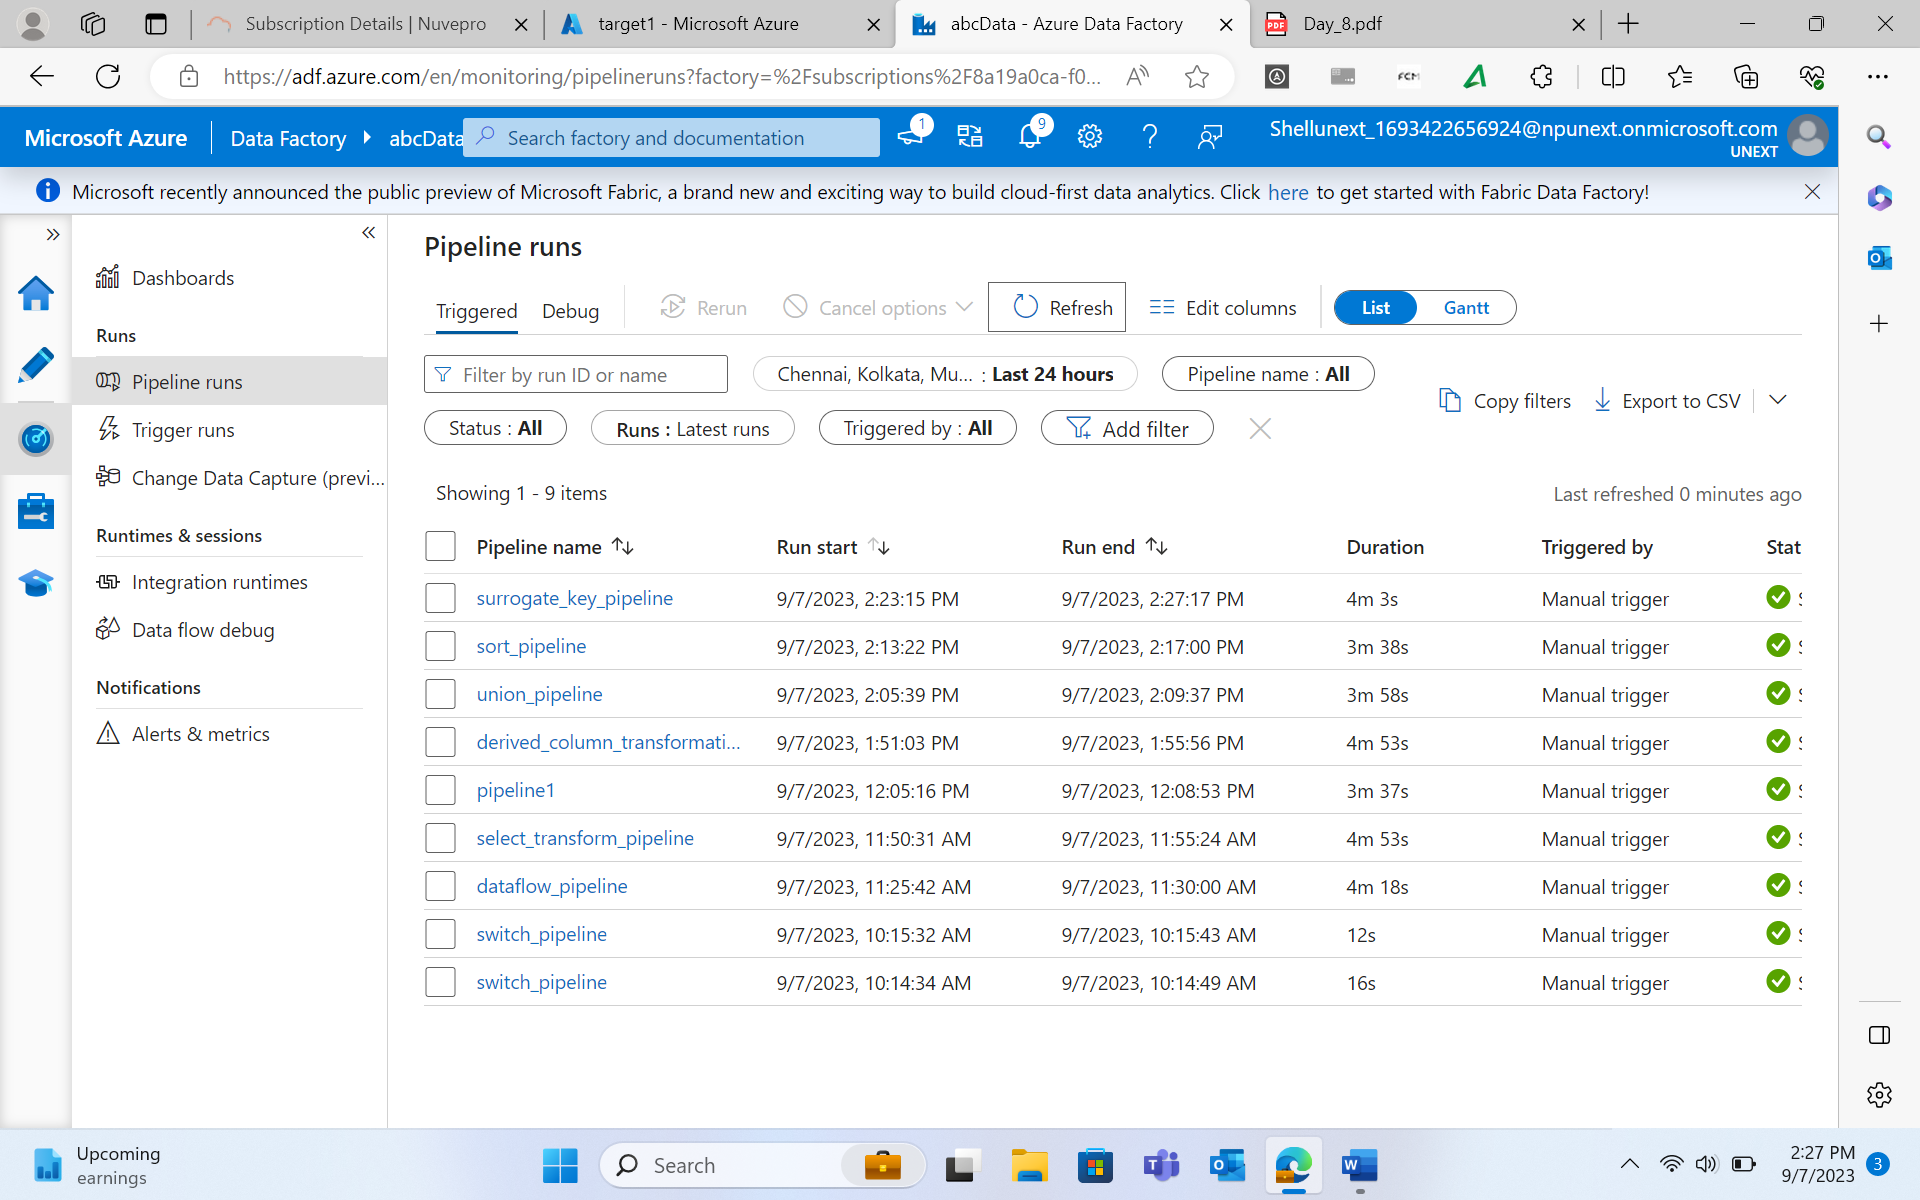 Subscription Details | Nuvepro
target1 - Microsoft Azure
abcData - Azure Data Factory
Day_8.pdf
https://adf.azure.com/en/monitoring/pipelineruns?factory=%2Fsubscriptions%2F8a19a0ca-f0...
Microsoft Azure
Data Factory
abcData
Search factory and documentation
1
9
Shellunext_1693422656924@npunext.onmicrosoft.com
UNEXT
Microsoft recently announced the public preview of Microsoft Fabric, a brand new and exciting way to build cloud-first data analytics. Click here to get started with Fabric Data Factory!
Dashboards
Runs
Pipeline runs
Trigger runs
Change Data Capture (previ...
Runtimes & sessions
Integration runtimes
Data flow debug
Notifications
Alerts & metrics
Pipeline runs
Triggered Debug Rerun Cancel options Refresh Edit columns List Gantt
Filter by run ID or name
Chennai, Kolkata, Mu... : Last 24 hours
Pipeline name : All
Copy filters
Export to CSV
Status : All
Runs : Latest runs
Triggered by : All
Add filter
Showing 1 - 9 items
Last refreshed 0 minutes ago
Pipeline name Run start Run end Duration Triggered by Stat
surrogate_key_pipeline 9/7/2023, 2:23:15 PM 9/7/2023, 2:27:17 PM 4m 3s Manual trigger
sort_pipeline 9/7/2023, 2:13:22 PM 9/7/2023, 2:17:00 PM 3m 38s Manual trigger
union_pipeline 9/7/2023, 2:05:39 PM 9/7/2023, 2:09:37 PM 3m 58s Manual trigger
derived_column_transformati... 9/7/2023, 1:51:03 PM 9/7/2023, 1:55:56 PM 4m 53s Manual trigger
pipeline1 9/7/2023, 12:05:16 PM 9/7/2023, 12:08:53 PM 3m 37s Manual trigger
select_transform_pipeline 9/7/2023, 11:50:31 AM 9/7/2023, 11:55:24 AM 4m 53s Manual trigger
dataflow_pipeline 9/7/2023, 11:25:42 AM 9/7/2023, 11:30:00 AM 4m 18s Manual trigger
switch_pipeline 9/7/2023, 10:15:32 AM 9/7/2023, 10:15:43 AM 12s Manual trigger
switch_pipeline 9/7/2023, 10:14:34 AM 9/7/2023, 10:14:49 AM 16s Manual trigger
Upcoming
earnings
Search
2:27 PM
9/7/2023
3